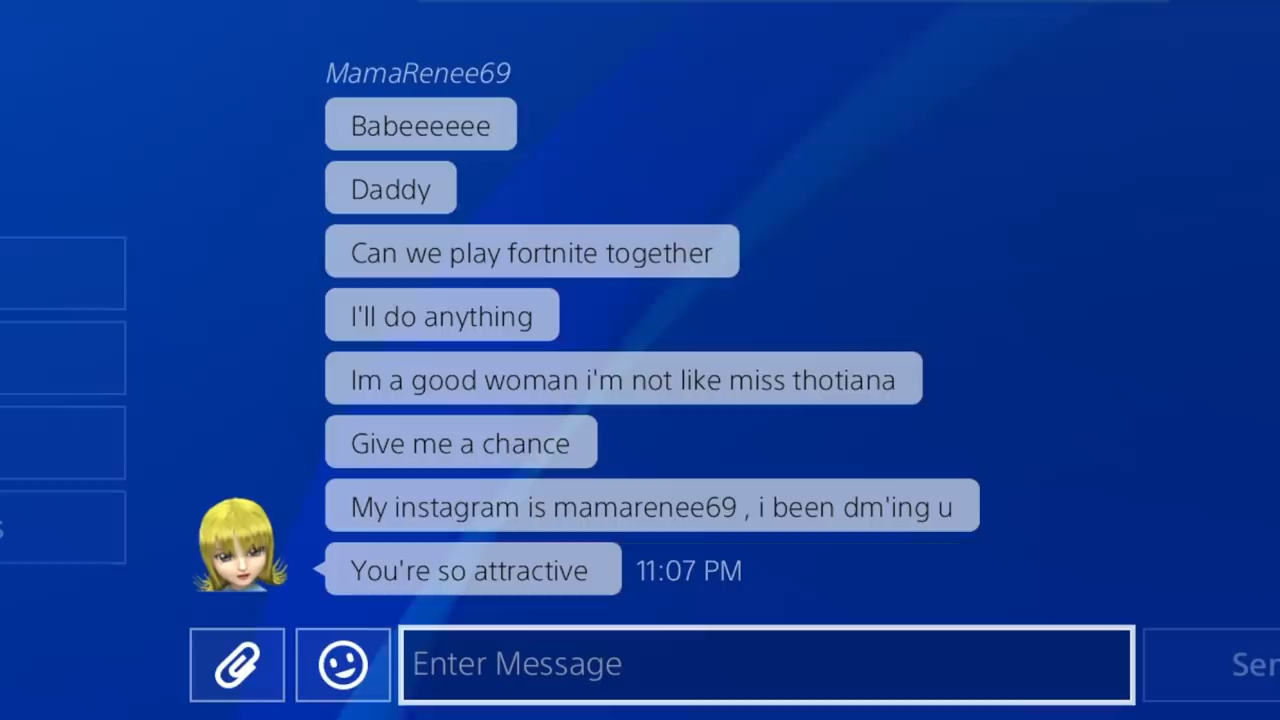 MamaRenee69
Babeeeeee
Daddy
Can we play fortnite together
I'll do anything
Im a good woman i'm not like miss thotiana
Give me a chance
My instagram is mamarenee69 , i been dm'ing u
You're so attractive 11:07 PM
Enter Message